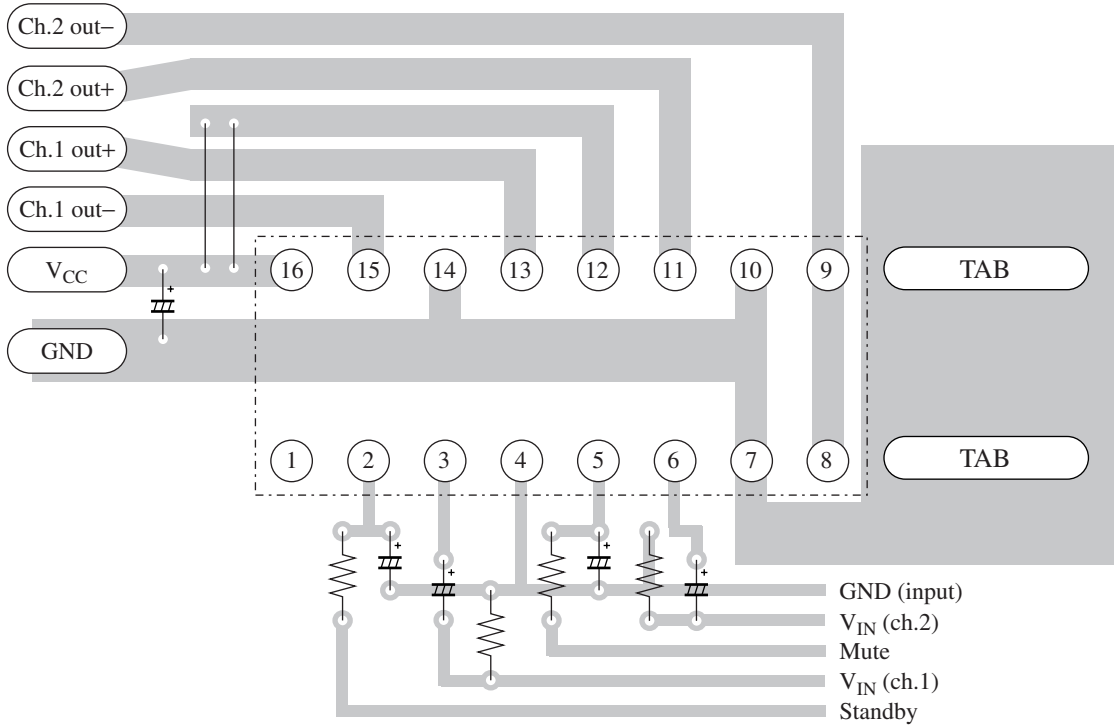 Ch.2 out−
Ch.2 out+
Ch.1 out+
Ch.1 out−
VCC
GND
16 15 14 13 12 11 10 9
TAB
+
1 2 3 4 5 6 7 8
TAB
+ + + +
GND (input)
VIN (ch.2)
Mute
VIN (ch.1)
Standby